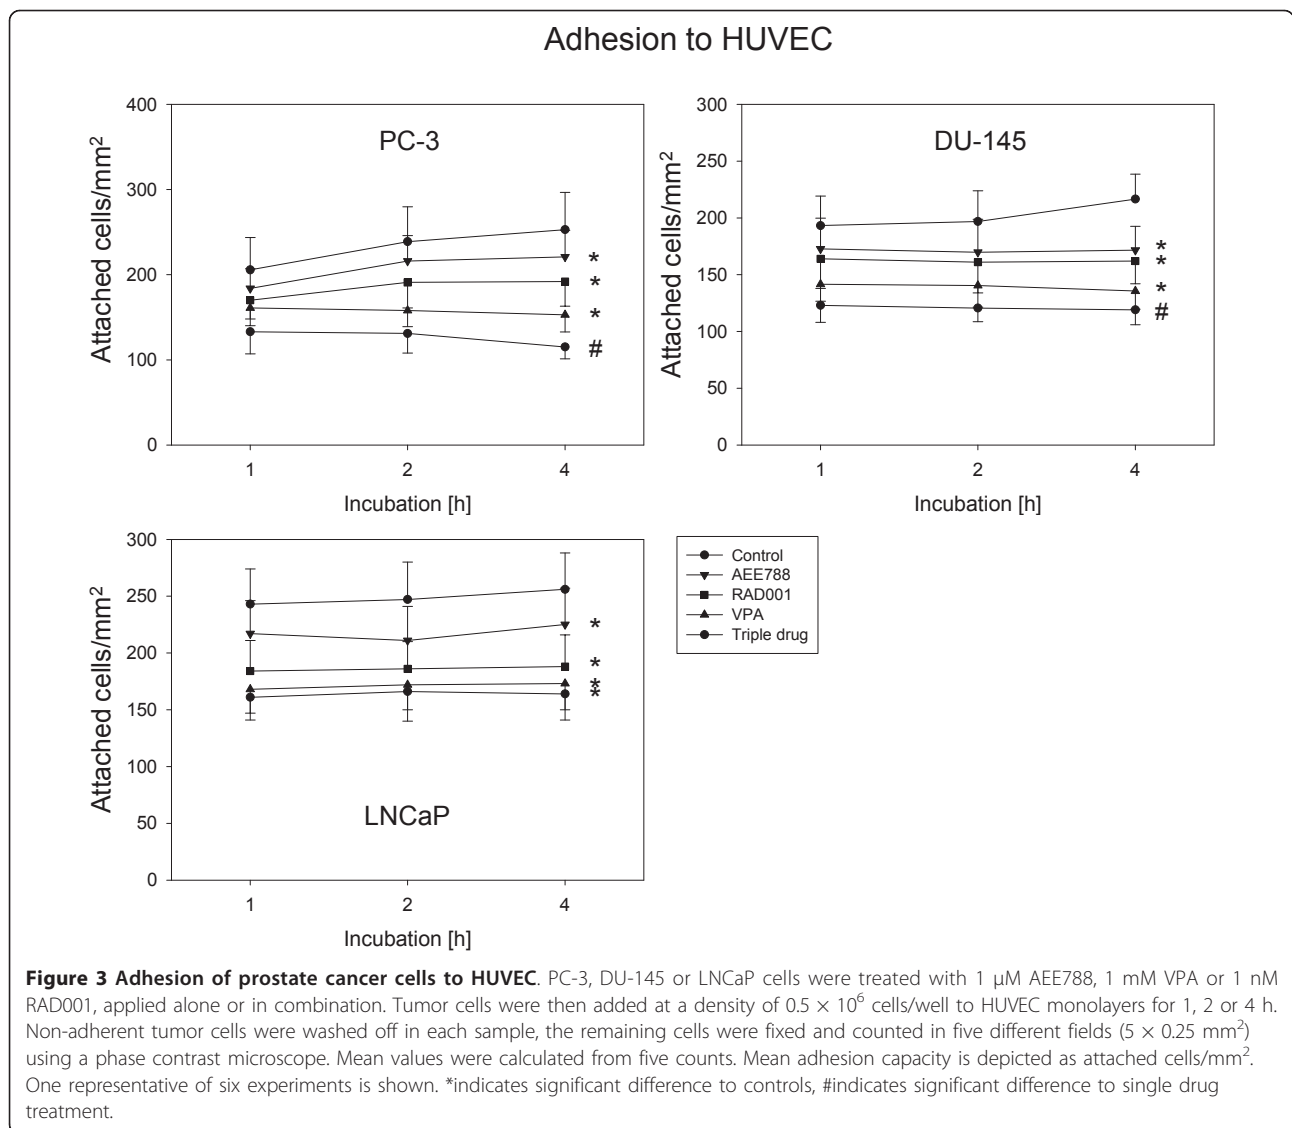 Adhesion to HUVEC
PC-3
Attached cells/mm²
400
300
200
100
0
*
*
*
#
1 2 4
Incubation [h]
DU-145
Attached cells/mm²
300
250
200
150
100
50
0
*
*
*
#
1 2 4
Incubation [h]
LNCaP
Attached cells/mm²
300
250
200
150
100
50
0
*
*
*
*
1 2 4
Incubation [h]
Control
AEE788
RAD001
VPA
Triple drug
Figure 3 Adhesion of prostate cancer cells to HUVEC. PC-3, DU-145 or LNCaP cells were treated with 1 μM AEE788, 1 mM VPA or 1 nM
RAD001, applied alone or in combination. Tumor cells were then added at a density of 0.5 × 10⁶ cells/well to HUVEC monolayers for 1, 2 or 4 h.
Non-adherent tumor cells were washed off in each sample, the remaining cells were fixed and counted in five different fields (5 × 0.25 mm²)
using a phase contrast microscope. Mean values were calculated from five counts. Mean adhesion capacity is depicted as attached cells/mm².
One representative of six experiments is shown. *indicates significant difference to controls, #indicates significant difference to single drug
treatment.